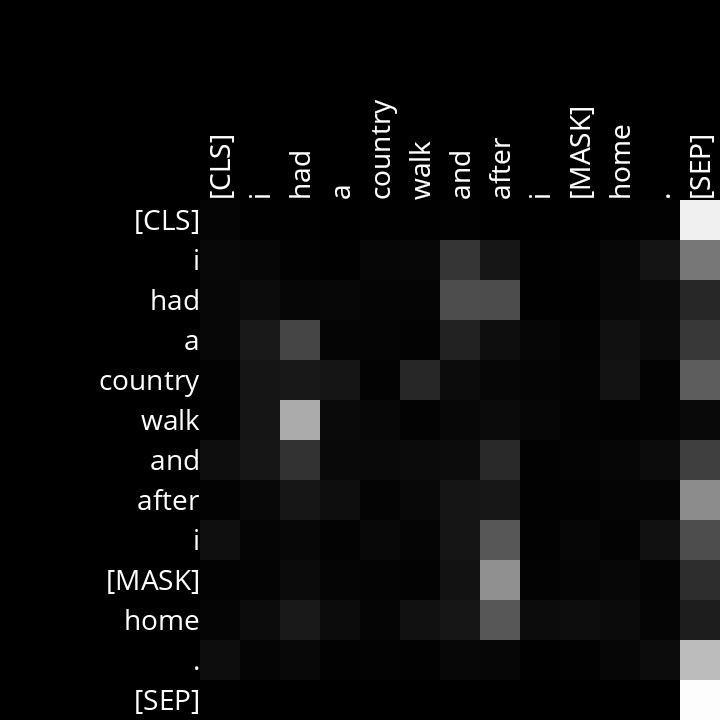 [CLS] i had a country walk and after i [MASK] home . [SEP]
[CLS]
i
had
a
country
walk
and
after
i
[MASK]
home
.
[SEP]